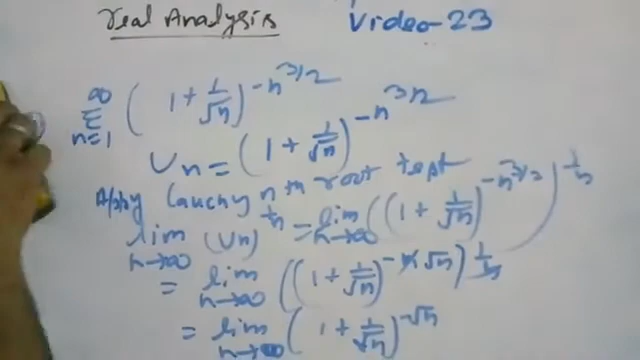 real Analysis Video-23
∞ Σ n=1 (1 + 1/√n)^-n^3/2
Un = (1 + 1/√n)^-n^3/2
Apply Cauchy nth root test
lim n→∞ (Un)^1/n = lim n→∞ ((1 + 1/√n)^-n^3/2)^1/n
= lim n→∞ ((1 + 1/√n)^-n√n)^1/n
= lim n→∞ (1 + 1/√n)^-√n